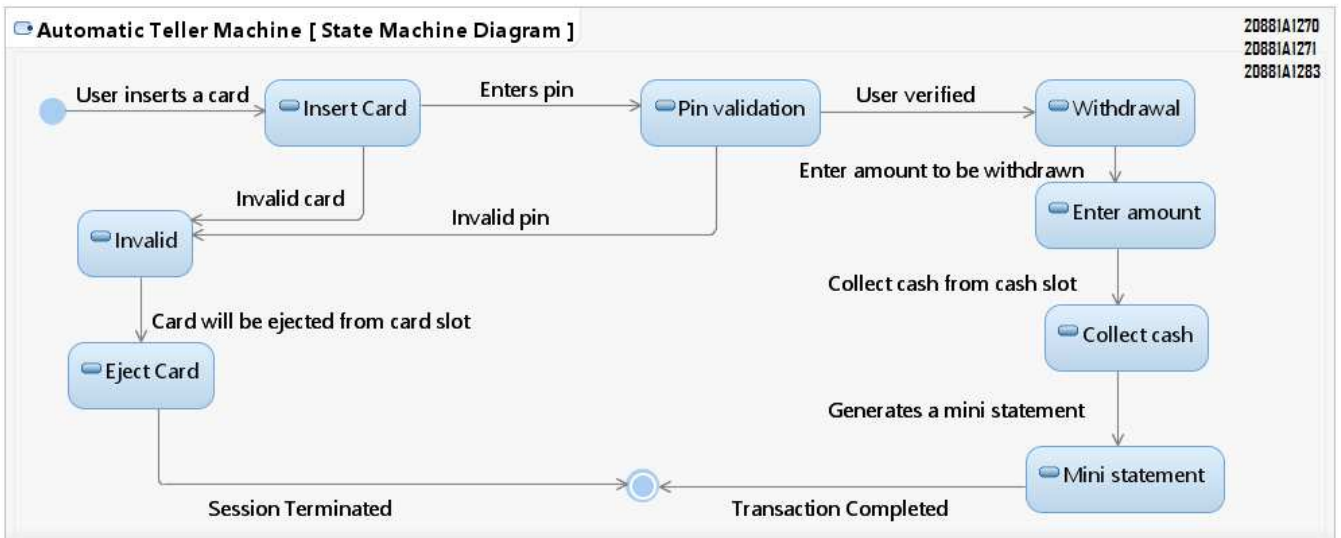 Automatic Teller Machine [ State Machine Diagram ]
20881A1270
20881A1271
20881A1283
User inserts a card
Insert Card
Enters pin
Pin validation
User verified
Withdrawal
Enter amount to be withdrawn
Invalid card
Invalid pin
Enter amount
Invalid
Collect cash from cash slot
Card will be ejected from card slot
Collect cash
Eject Card
Generates a mini statement
Mini statement
Session Terminated
Transaction Completed